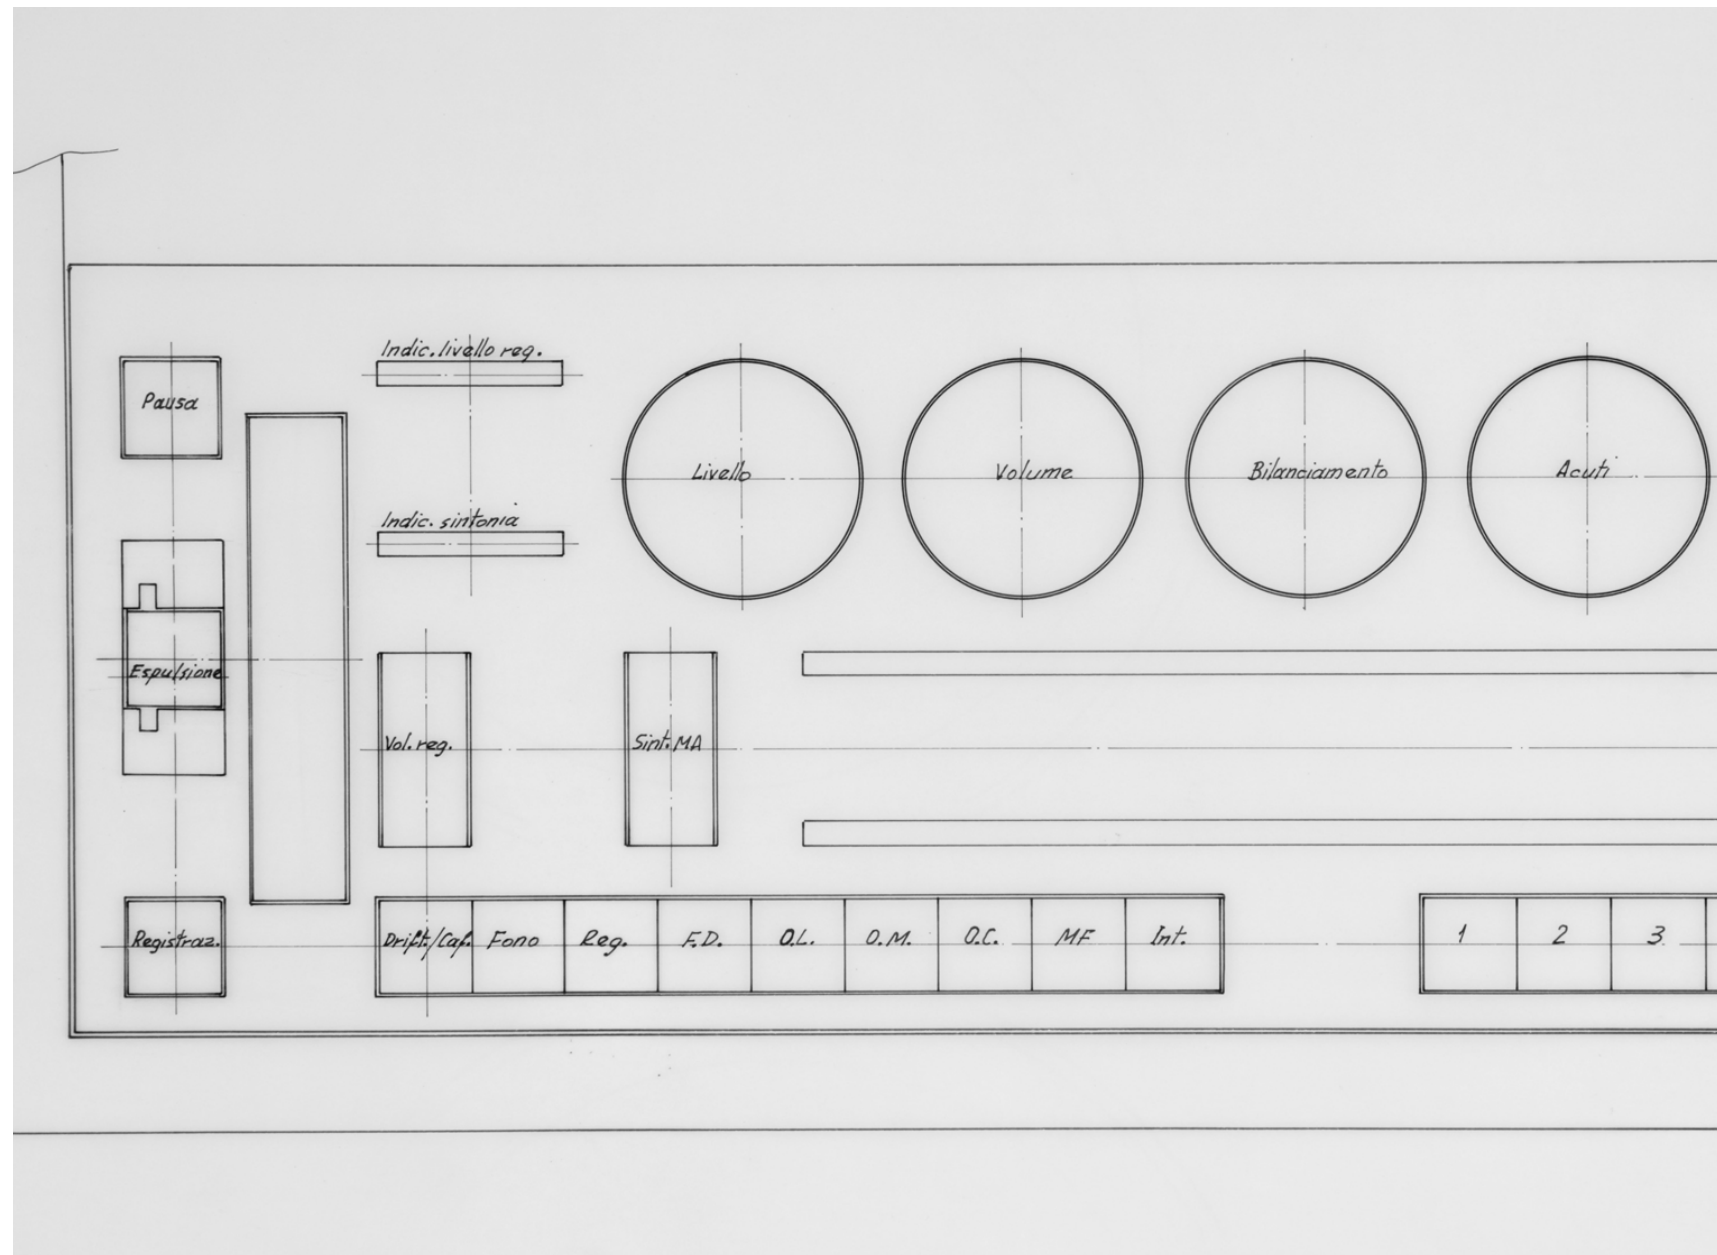 Indic. livello reg.
Pausa
Livello
Volume
Bilanciamento
Acuti
Indic. sintonia
Espulsione
Vol. reg.
Sint. MA
Registraz.
Drift./Caf.
Fono
Reg.
F.D.
O.L.
O.M.
O.C.
MF
Int.
1
2
3